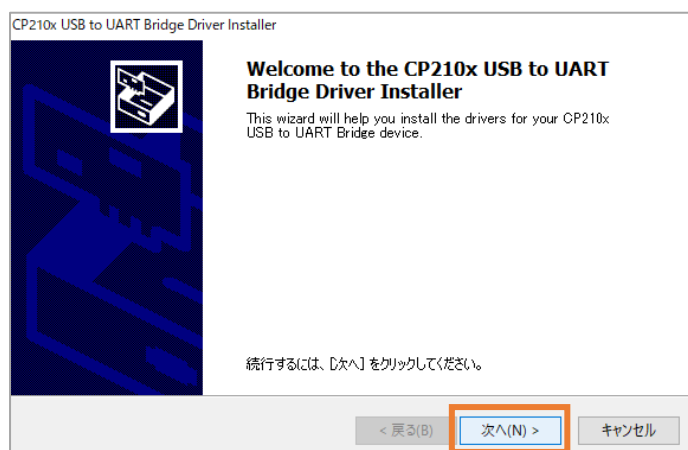 CP210x USB to UART Bridge Driver Installer
Welcome to the CP210x USB to UART
Bridge Driver Installer
This wizard will help you install the drivers for your CP210x
USB to UART Bridge device.
続行するには、[次へ] をクリックしてください。
< 戻る(B) 次へ(N) > キャンセル